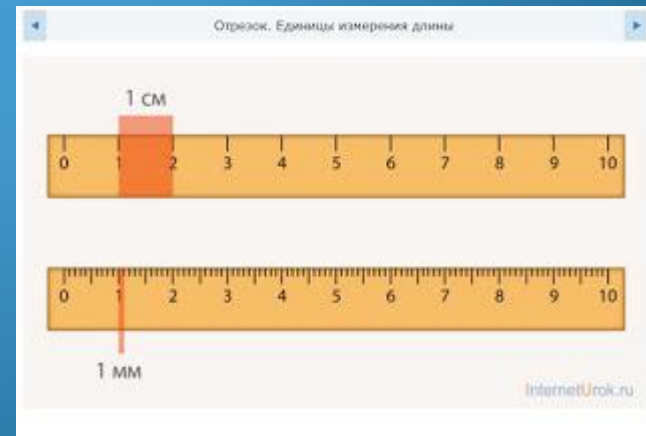 Отрезок. Единицы измерения длины
1 см
0 1 2 3 4 5 6 7 8 9 10
0 1 2 3 4 5 6 7 8 9 10
1 мм
InternetUrok.ru